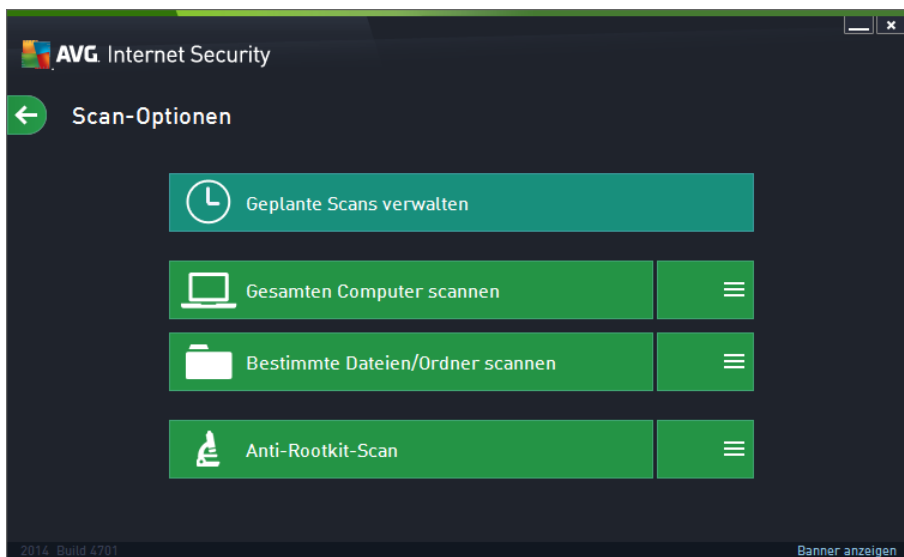 AVG. Internet Security
Scan-Optionen
Geplante Scans verwalten
Gesamten Computer scannen
Bestimmte Dateien/Ordner scannen
Anti-Rootkit-Scan
2014 Build 4701
Banner anzeigen